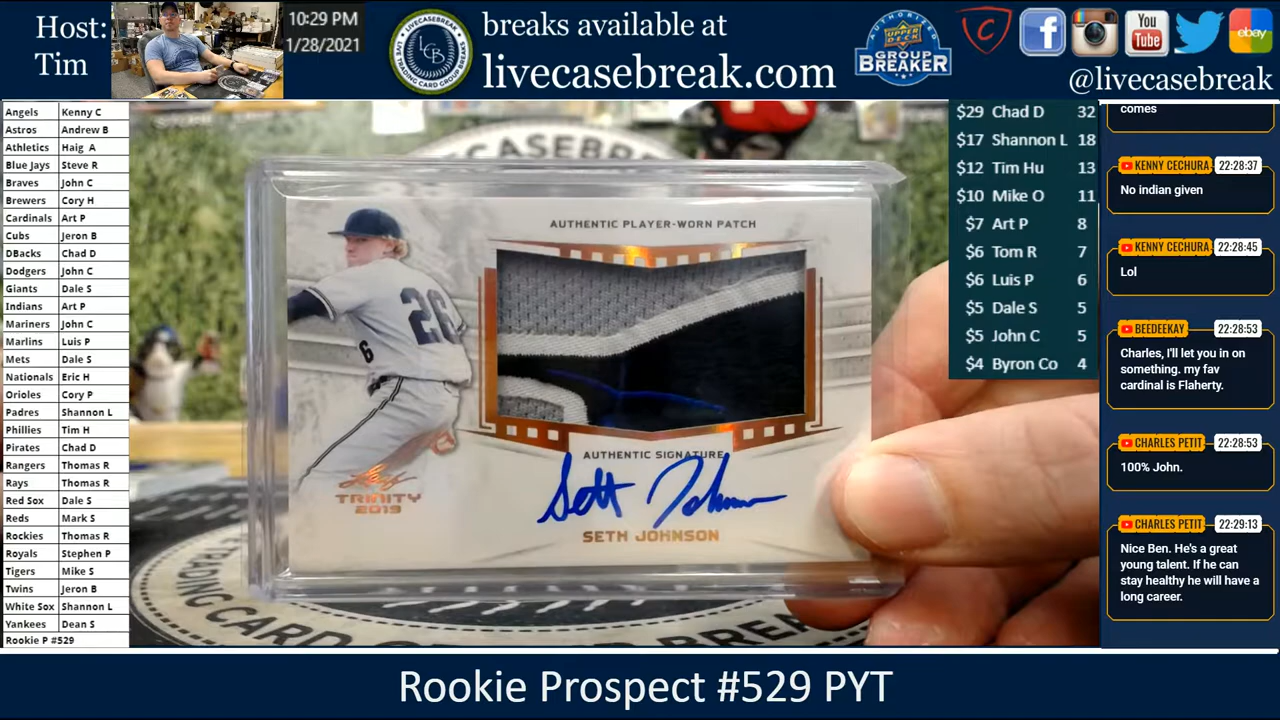 Host:
Tim
10:29 PM
1/28/2021
LIVECASEBREAK.COM
LCB
LIVE TRADING CARD GROUP BREAKS
breaks available at
livecasebreak.com
AUTHORIZED
UPPER DECK
GROUP
BREAKER
You
Tube
ebay
@livecasebreak
Angels Kenny C
Astros Andrew B
Athletics Haig A
Blue Jays Steve R
Braves John C
Brewers Cory H
Cardinals Art P
Cubs Jeron B
DBacks Chad D
Dodgers John C
Giants Dale S
Indians Art P
Mariners John C
Marlins Luis P
Mets Dale S
Nationals Eric H
Orioles Cory P
Padres Shannon L
Phillies Tim H
Pirates Chad D
Rangers Thomas R
Rays Thomas R
Red Sox Dale S
Reds Mark S
Rockies Thomas R
Royals Stephen P
Tigers Mike S
Twins Jeron B
White Sox Shannon L
Yankees Dean S
Rookie P #529
AUTHENTIC PLAYER-WORN PATCH
26
6
AUTHENTIC SIGNATURE
Seth Johnson
SETH JOHNSON
Leaf
TRINITY
2019
$29 Chad D 32
$17 Shannon L 18
$12 Tim Hu 13
$10 Mike O 11
$7 Art P 8
$6 Tom R 7
$6 Luis P 6
$5 Dale S 5
$5 John C 5
$4 Byron Co 4
comes
KENNY CECHURA 22:28:37
No indian given
KENNY CECHURA 22:28:45
Lol
BEEDEEKAY 22:28:53
Charles, I'll let you in on
something. my fav
cardinal is Flaherty.
CHARLES PETIT 22:28:53
100% John.
CHARLES PETIT 22:29:13
Nice Ben. He's a great
young talent. If he can
stay healthy he will have a
long career.
Rookie Prospect #529 PYT